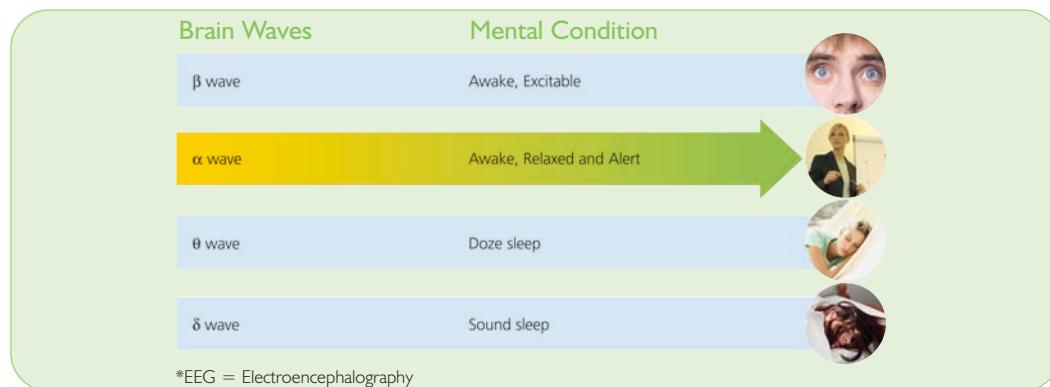 Brain Waves Mental Condition
β wave Awake, Excitable
α wave Awake, Relaxed and Alert
θ wave Doze sleep
δ wave Sound sleep
*EEG = Electroencephalography